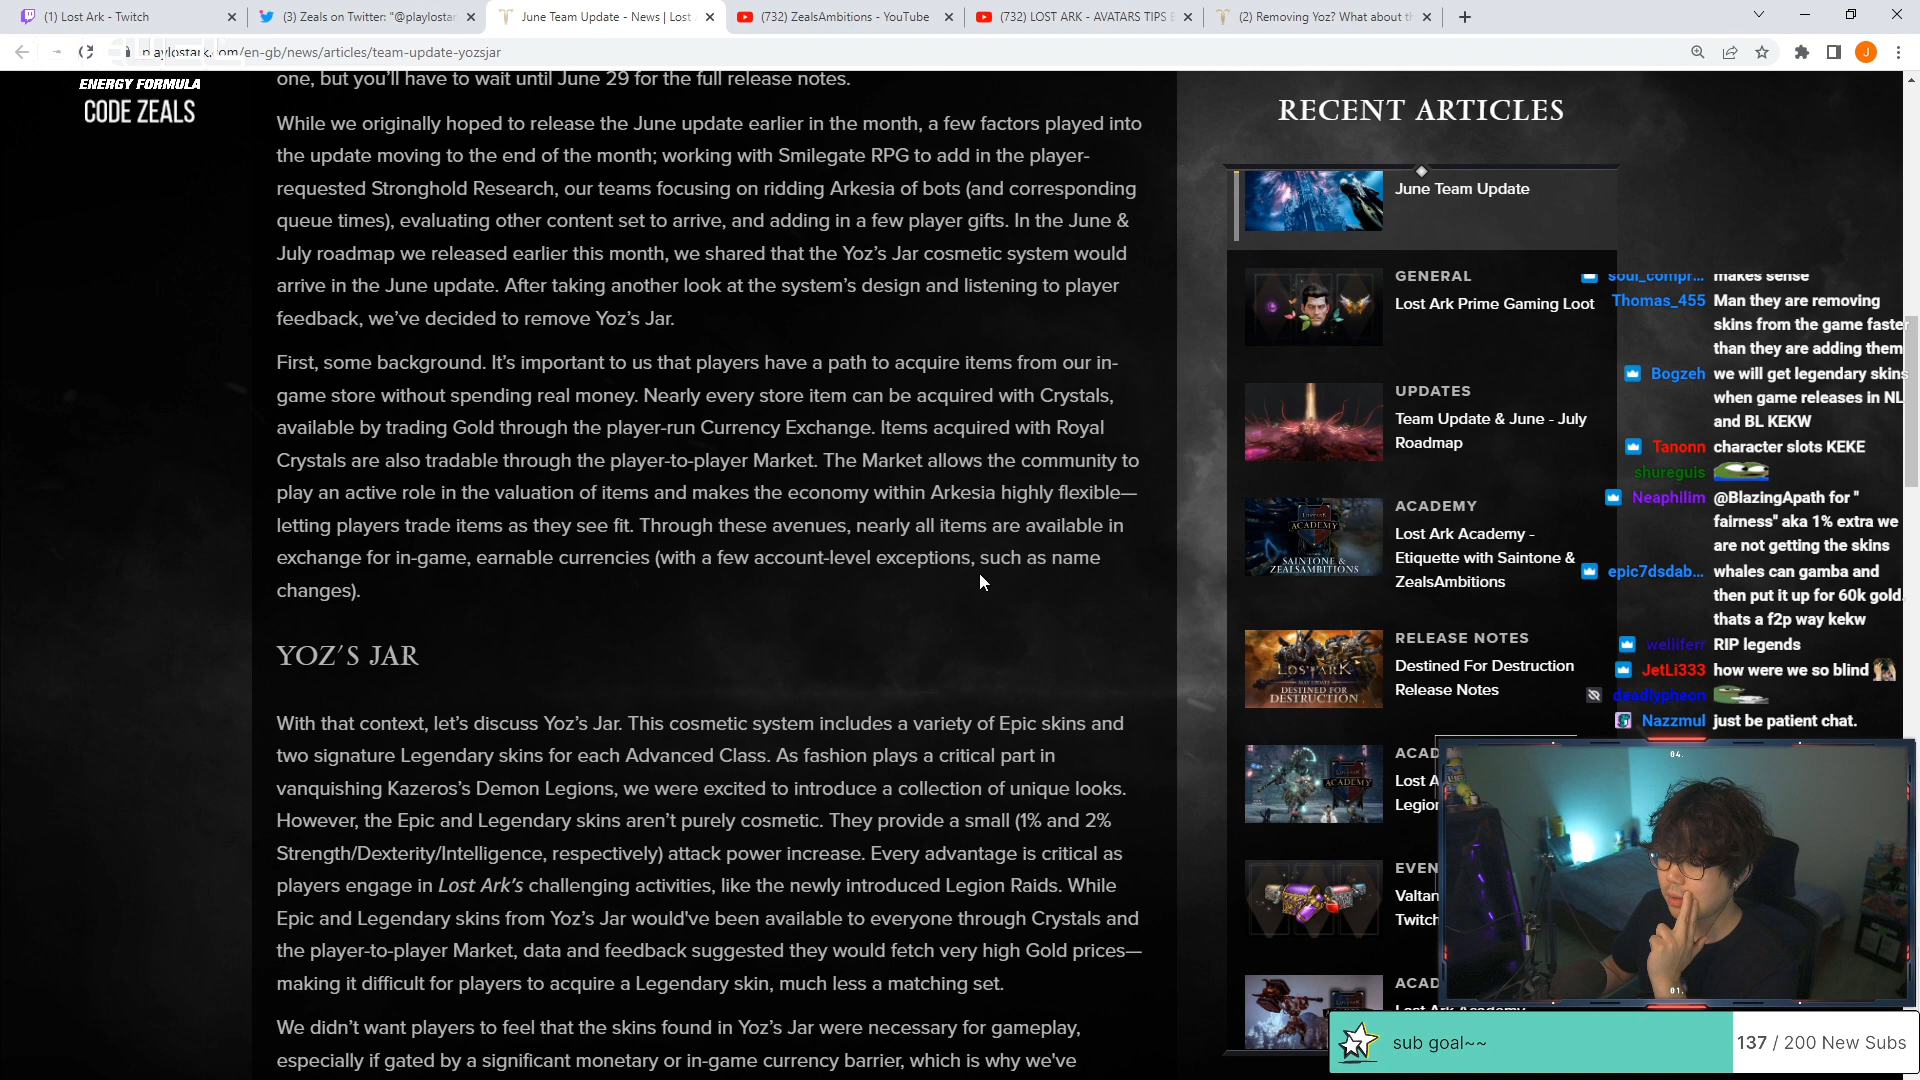 (1) Lost Ark - Twitch
(3) Zeals on Twitter: "@playlostar
June Team Update - News | Lost
(732) ZealsAmbitions - YouTube
(732) LOST ARK - AVATARS TIPS
(2) Removing Yoz? What about th
playlostark.com/en-gb/news/articles/team-update-yozsjar
J
ENERGY FORMULA
CODE ZEALS
one, but you'll have to wait until June 29 for the full release notes.
While we originally hoped to release the June update earlier in the month, a few factors played into
the update moving to the end of the month; working with Smilegate RPG to add in the player-
requested Stronghold Research, our teams focusing on ridding Arkesia of bots (and corresponding
queue times), evaluating other content set to arrive, and adding in a few player gifts. In the June &
July roadmap we released earlier this month, we shared that the Yoz's Jar cosmetic system would
arrive in the June update. After taking another look at the system's design and listening to player
feedback, we've decided to remove Yoz's Jar.
First, some background. It's important to us that players have a path to acquire items from our in-
game store without spending real money. Nearly every store item can be acquired with Crystals,
available by trading Gold through the player-run Currency Exchange. Items acquired with Royal
Crystals are also tradable through the player-to-player Market. The Market allows the community to
play an active role in the valuation of items and makes the economy within Arkesia highly flexible—
letting players trade items as they see fit. Through these avenues, nearly all items are available in
exchange for in-game, earnable currencies (with a few account-level exceptions, such as name
changes).
YOZ'S JAR
With that context, let's discuss Yoz's Jar. This cosmetic system includes a variety of Epic skins and
two signature Legendary skins for each Advanced Class. As fashion plays a critical part in
vanquishing Kazeros's Demon Legions, we were excited to introduce a collection of unique looks.
However, the Epic and Legendary skins aren't purely cosmetic. They provide a small (1% and 2%
Strength/Dexterity/Intelligence, respectively) attack power increase. Every advantage is critical as
players engage in Lost Ark's challenging activities, like the newly introduced Legion Raids. While
Epic and Legendary skins from Yoz's Jar would've been available to everyone through Crystals and
the player-to-player Market, data and feedback suggested they would fetch very high Gold prices—
making it difficult for players to acquire a Legendary skin, much less a matching set.
We didn't want players to feel that the skins found in Yoz's Jar were necessary for gameplay,
especially if gated by a significant monetary or in-game currency barrier, which is why we've
RECENT ARTICLES
June Team Update
GENERAL
Lost Ark Prime Gaming Loot
UPDATES
Team Update & June - July
Roadmap
ACADEMY
Lost Ark Academy -
Etiquette with Saintone &
ZealsAmbitions
ACADEMY
SAINTONE &
ZEALSAMBITIONS
RELEASE NOTES
Destined For Destruction
Release Notes
LOST ARK
DESTINED FOR
DESTRUCTION
ACAD
Lost A
Legion
ACADEMY
EVEN
Valtan
Twitch
ACAD
Lost Ark Academy
soul_compr... makes sense
Thomas_455 Man they are removing
skins from the game faster
than they are adding them
Bogzeh we will get legendary skins
when game releases in NL
and BL KEKW
Tanonn character slots KEKE
shureguis
Neaphilim @BlazingApath for "
fairness" aka 1% extra we
are not getting the skins
epic7dsdab... whales can gamba and
then put it up for 60k gold.
thats a f2p way kekw
welliferr RIP legends
JetLi333 how were we so blind
deadlypheon
Nazzmul just be patient chat.
04.
01.
sub goal~~
137 / 200 New Subs